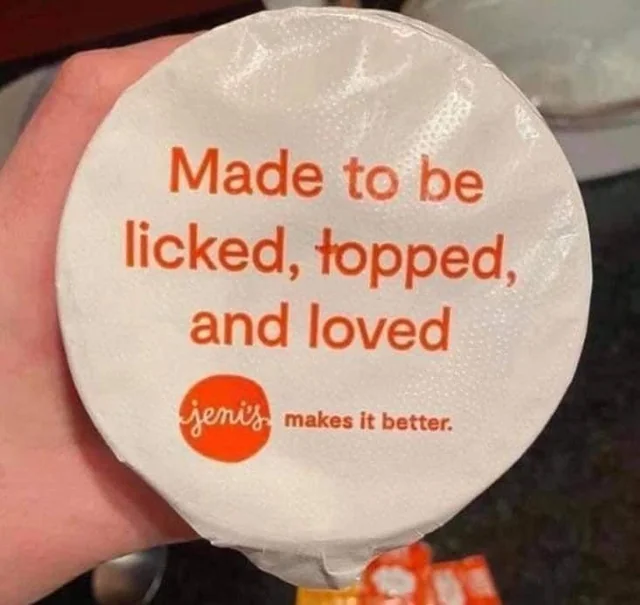 Made to be
licked, topped,
and loved
jeni's makes it better.